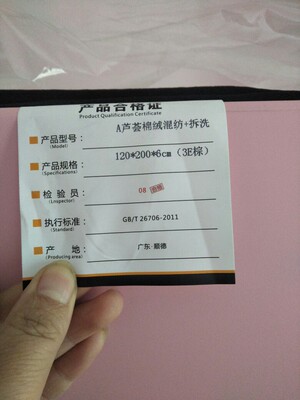 产品合格证
Product Qualification Certificate
产品型号: A芦荟棉绒混纺+拆洗
(Model)
产品规格: 120*200*6cm (3E棕)
(Specifications)
检验员: 08
(Lnspector)
执行标准: GB/T 26706-2011
(Standard)
产地: 广东·顺德
(Producing area)